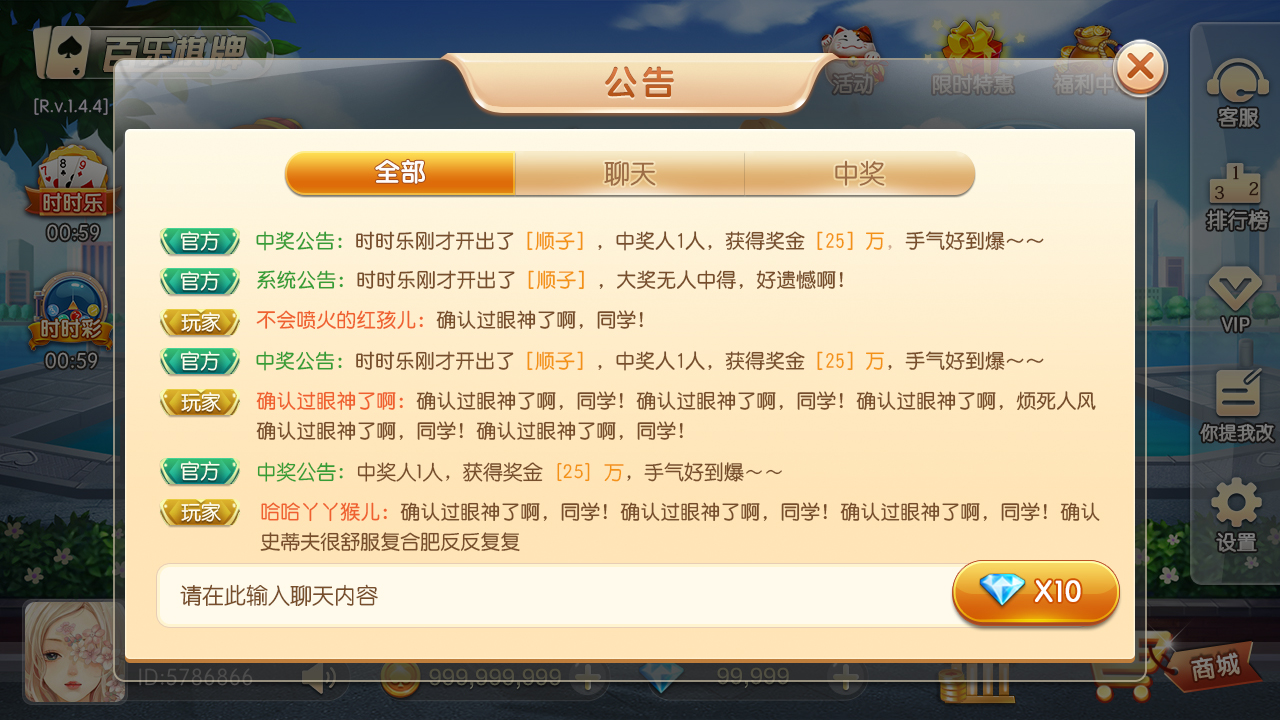 百乐棋牌
[R.v.1.4.4]
公告
活动
限时特惠
福利中
客服
全部
聊天
中奖
3 1 2
排行榜
8 9
时时乐
00:59
官方 中奖公告：时时乐刚才开出了［顺子］，中奖人1人，获得奖金［25］万，手气好到爆～～
官方 系统公告：时时乐刚才开出了［顺子］，大奖无人中得，好遗憾啊！
玩家 不会喷火的红孩儿：确认过眼神了啊，同学！
VIP
时时彩
00:59
官方 中奖公告：时时乐刚才开出了［顺子］，中奖人1人，获得奖金［25］万，手气好到爆～～
玩家 确认过眼神了啊：确认过眼神了啊，同学！确认过眼神了啊，同学！确认过眼神了啊，烦死人风
确认过眼神了啊，同学！确认过眼神了啊，同学！
你提我改
官方 中奖公告：中奖人1人，获得奖金［25］万，手气好到爆～～
玩家 哈哈丫丫猴儿：确认过眼神了啊，同学！确认过眼神了啊，同学！确认过眼神了啊，同学！确认
史蒂夫很舒服复合肥反反复复
设置
请在此输入聊天内容
X10
ID:5786866
999,999,999
99,999
商城